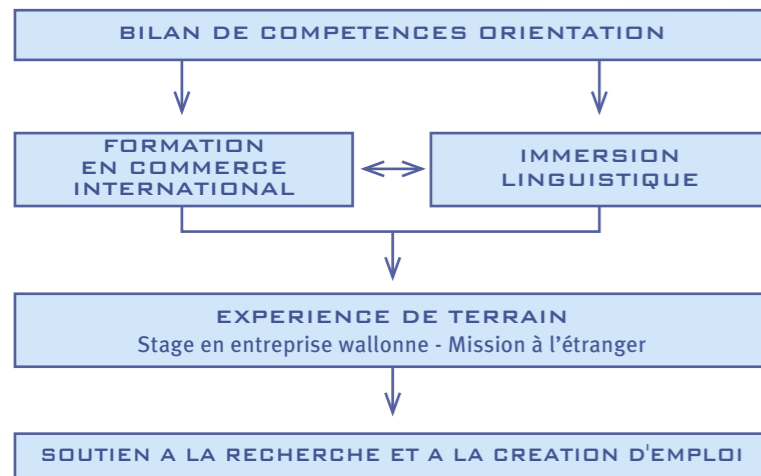 BILAN DE COMPETENCES ORIENTATION
FORMATION
EN COMMERCE
INTERNATIONAL
IMMERSION
LINGUISTIQUE
EXPERIENCE DE TERRAIN
Stage en entreprise wallonne - Mission à l’étranger
SOUTIEN A LA RECHERCHE ET A LA CREATION D'EMPLOI